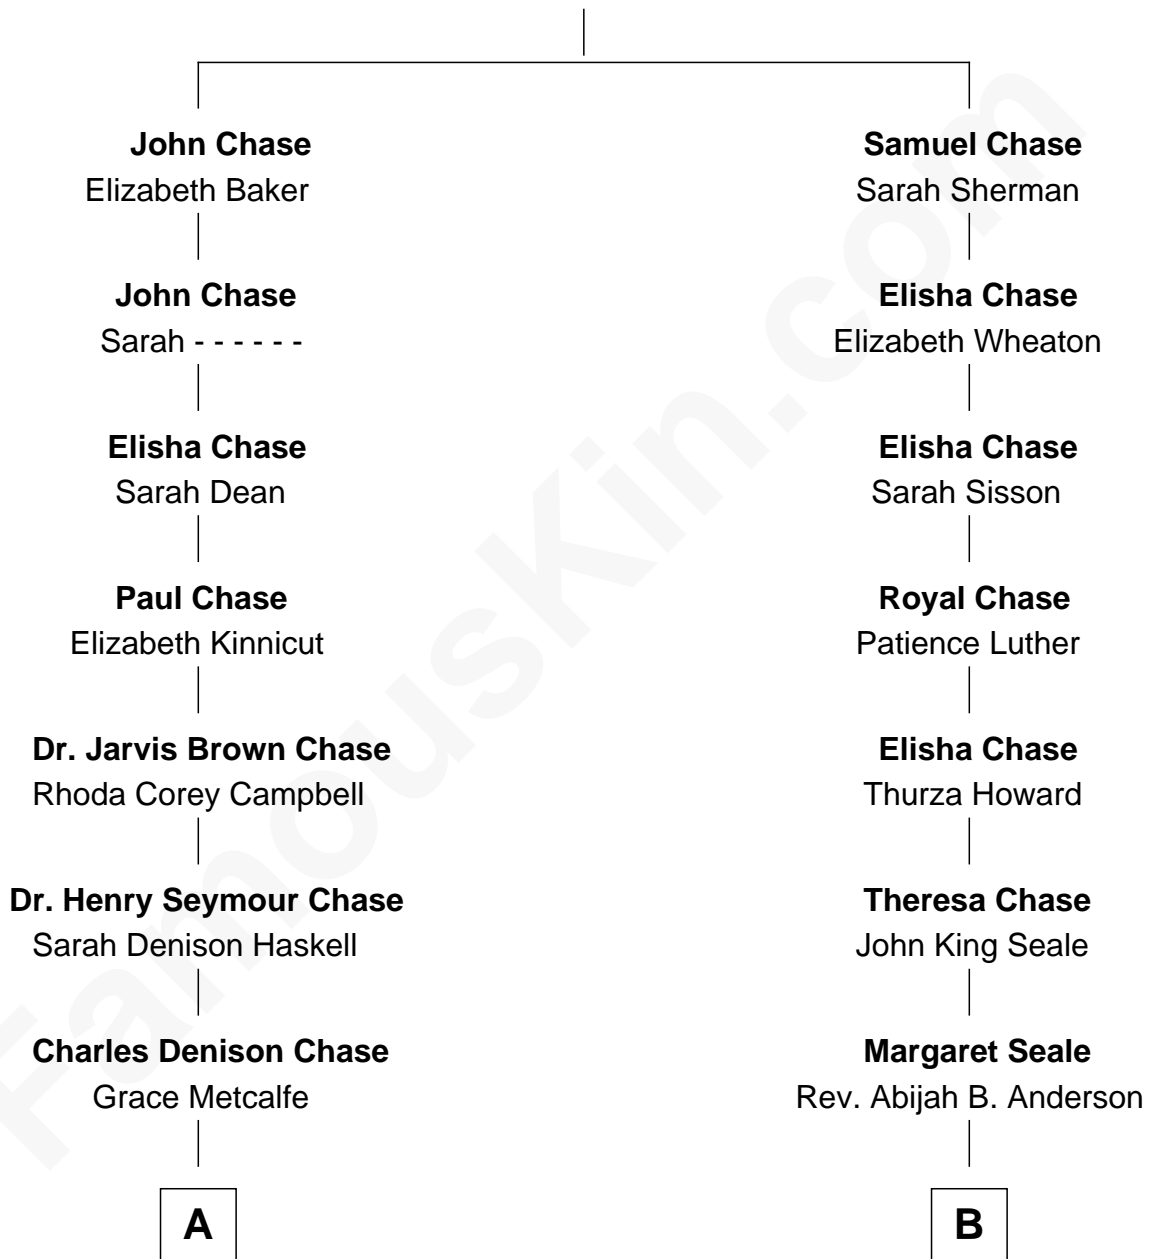 John Chase
Elizabeth Baker
John Chase
Sarah - - - - - -
Elisha Chase
Sarah Dean
Paul Chase
Elizabeth Kinnicut
Dr. Jarvis Brown Chase
Rhoda Corey Campbell
Dr. Henry Seymour Chase
Sarah Denison Haskell
Charles Denison Chase
Grace Metcalfe
A
Samuel Chase
Sarah Sherman
Elisha Chase
Elizabeth Wheaton
Elisha Chase
Sarah Sisson
Royal Chase
Patience Luther
Elisha Chase
Thurza Howard
Theresa Chase
John King Seale
Margaret Seale
Rev. Abijah B. Anderson
B
FamousKin.com